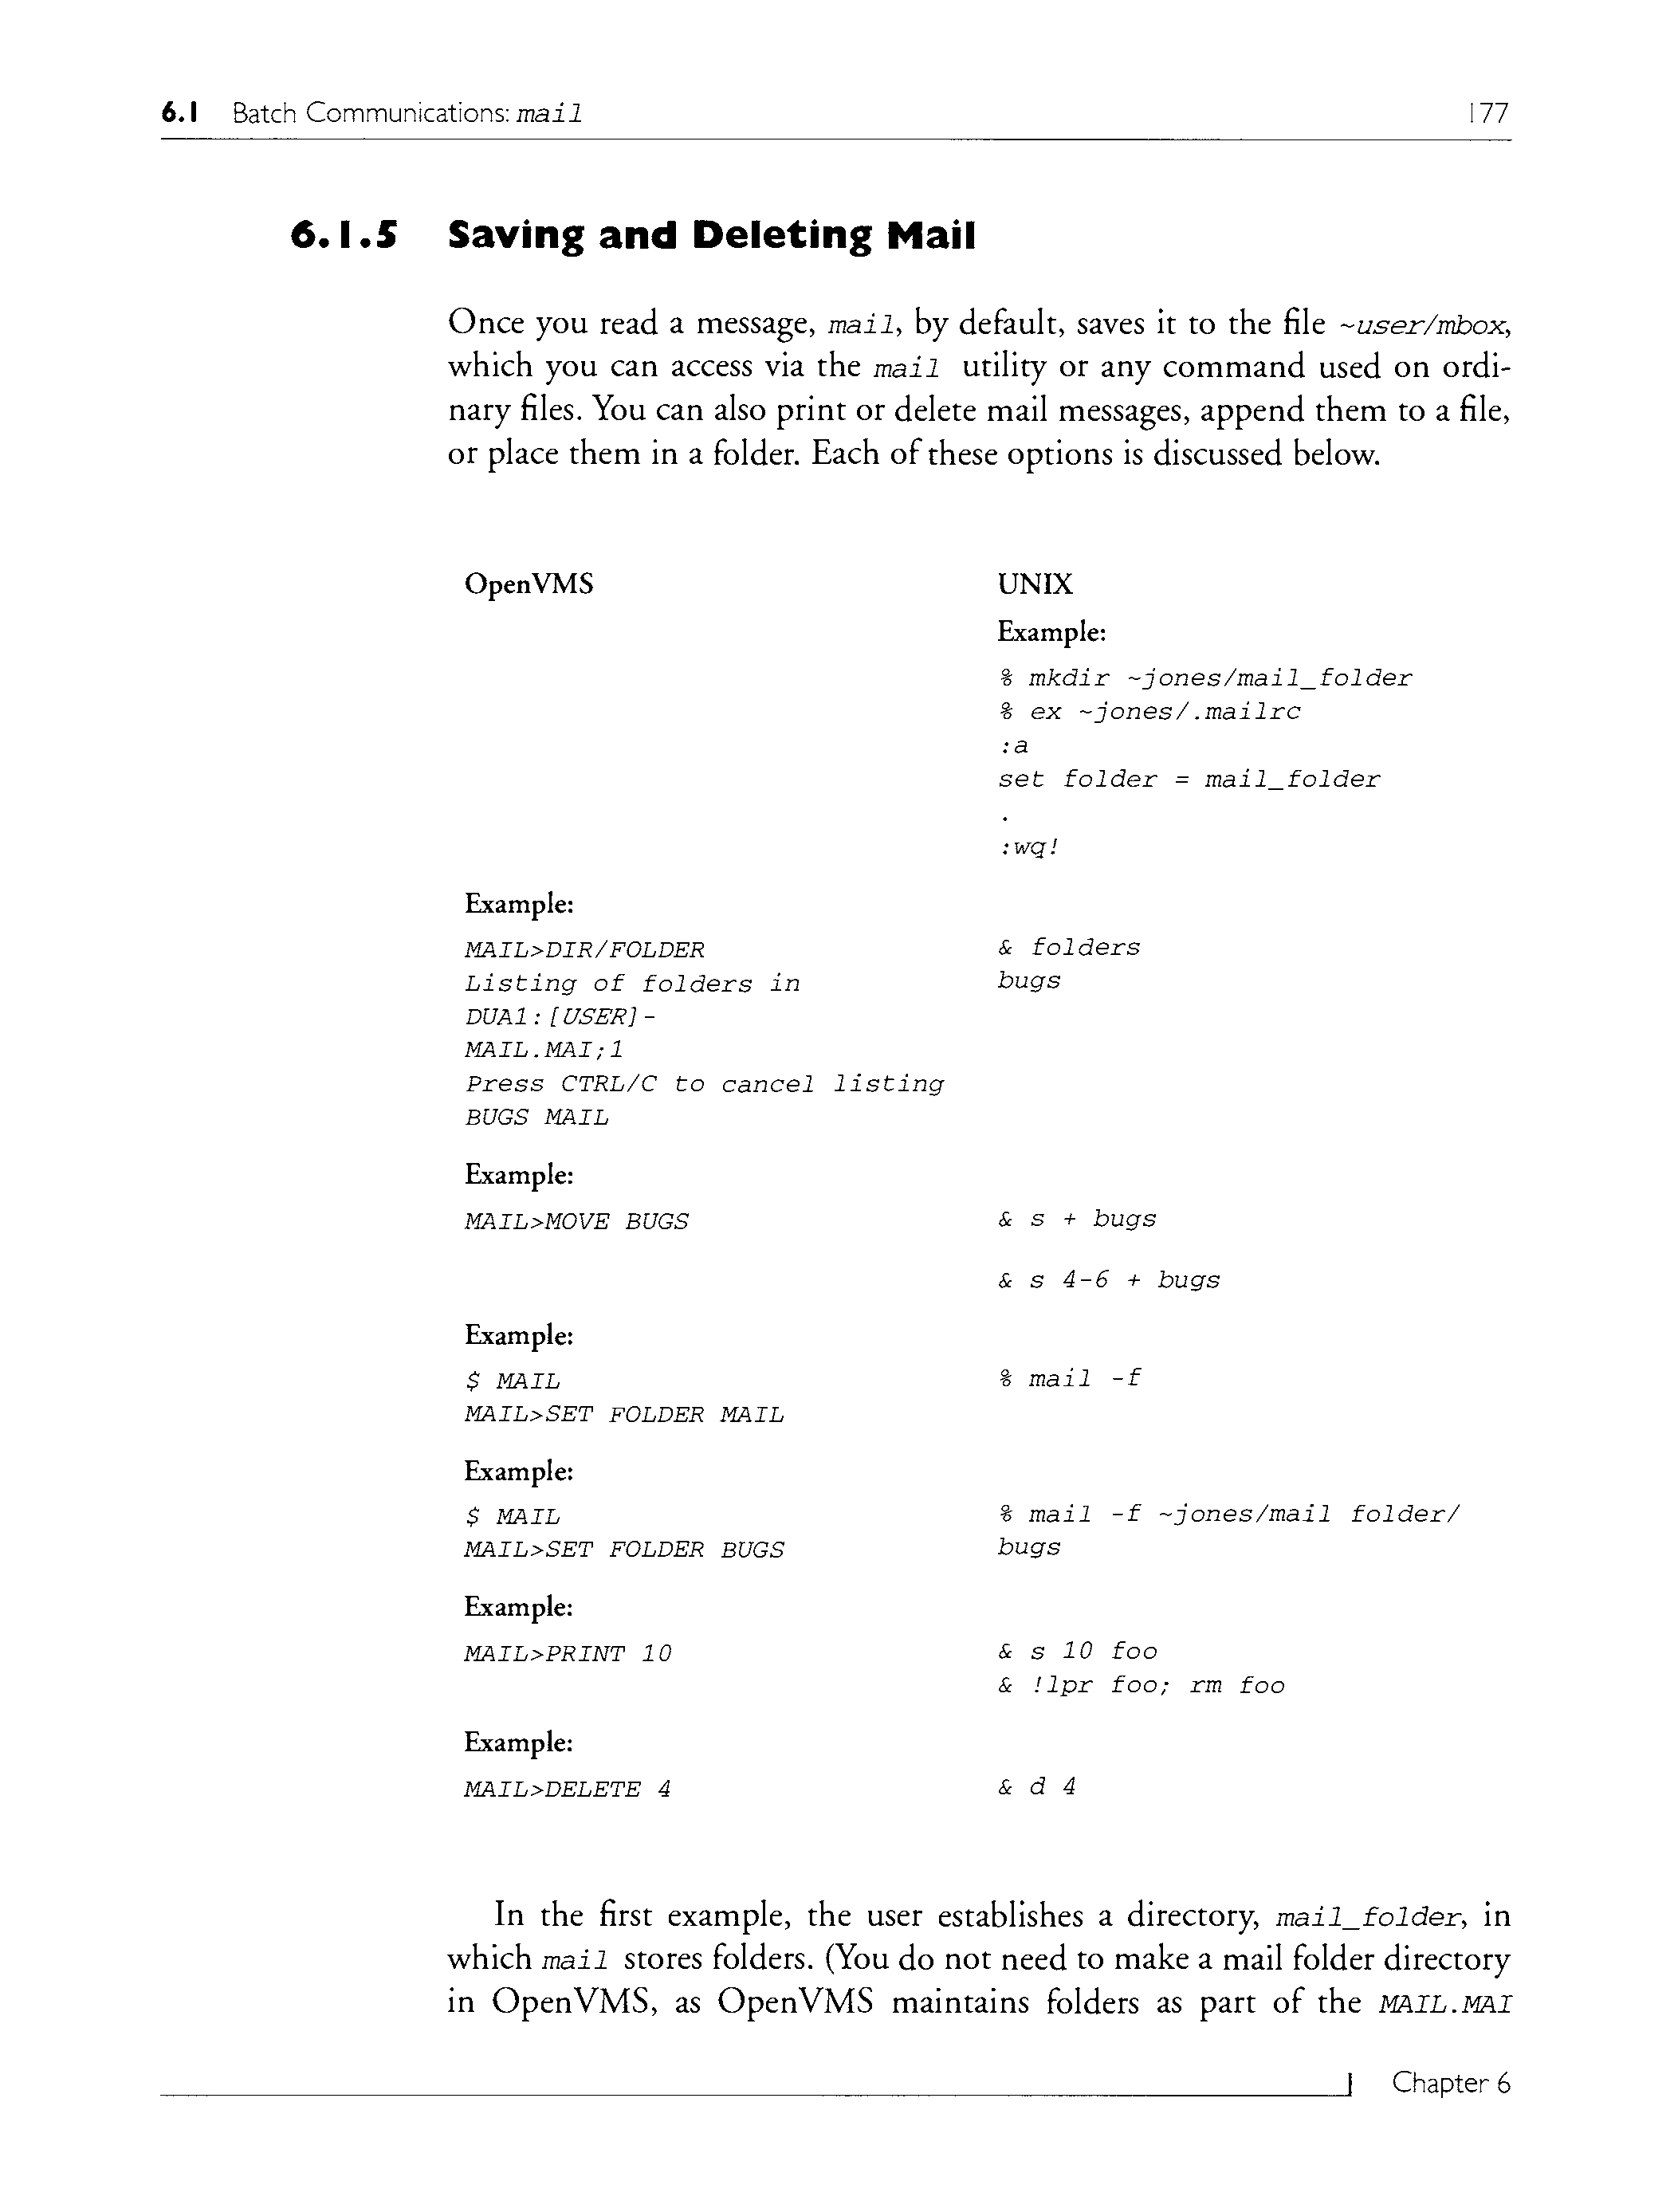 6.1 Batch Communications: mail 177
6.1.5 Saving and Deleting Mail
Once you read a message, mail, by default, saves it to the file ~user/mbox,
which you can access via the mail utility or any command used on ordi-
nary files. You can also print or delete mail messages, append them to a file,
or place them in a folder. Each of these options is discussed below.
OpenVMS UNIX
Example:
% mkdir ~jones/mail_folder
% ex ~jones/.mailrc
:a
set folder = mail_folder
.
:wq!
Example:
MAIL>DIR/FOLDER & folders
Listing of folders in bugs
DUA1:[USER]-
MAIL.MAI;1
Press CTRL/C to cancel listing
BUGS MAIL
Example:
MAIL>MOVE BUGS & s + bugs
& s 4-6 + bugs
Example:
$ MAIL % mail -f
MAIL>SET FOLDER MAIL
Example:
$ MAIL % mail -f ~jones/mail folder/
MAIL>SET FOLDER BUGS bugs
Example:
MAIL>PRINT 10 & s 10 foo
& !lpr foo; rm foo
Example:
MAIL>DELETE 4 & d 4
In the first example, the user establishes a directory, mail_folder, in
which mail stores folders. (You do not need to make a mail folder directory
in OpenVMS, as OpenVMS maintains folders as part of the MAIL.MAI
Chapter 6